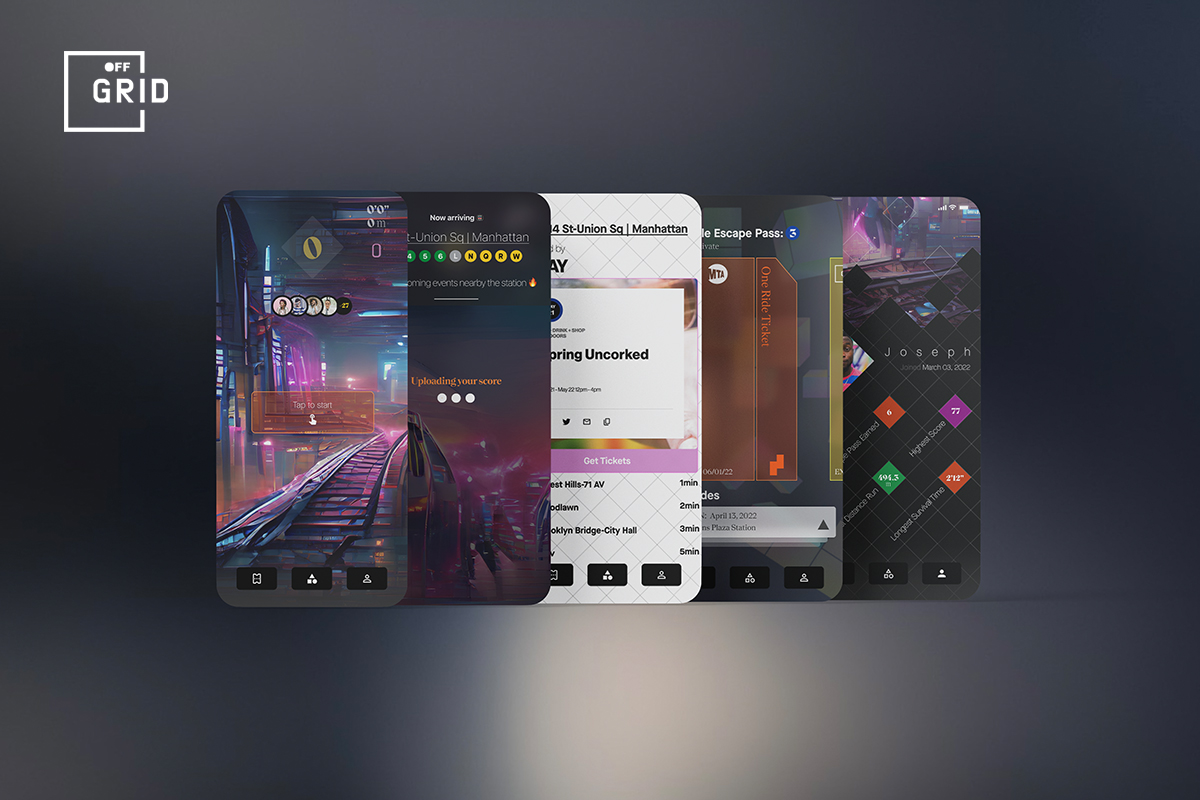 OFF
GRID
0'0"
0 m
0
0
+27
Tap to start
Now arriving
t-Union Sq | Manhattan
4 5 6 L N Q R W
oming events nearby the station 🔥
Uploading your score
14 St-Union Sq | Manhattan
d by
AY
DRINK + SHOP
DOORS
pring Uncorked
21 - May 22 12pm - 4pm
Get Tickets
est Hills-71 AV 1min
odlawn 2min
oklyn Bridge-City Hall 3min
5min
le Escape Pass: 3
ivate
MTA
One Ride Ticket
06/01/22
des
N: April 13, 2022
ns Plaza Station
Joseph
Joined March 03, 2022
6
77
e Pass Earned
Highest Score
494.3
m
2'12"
Distance Run
Longest Survival Time